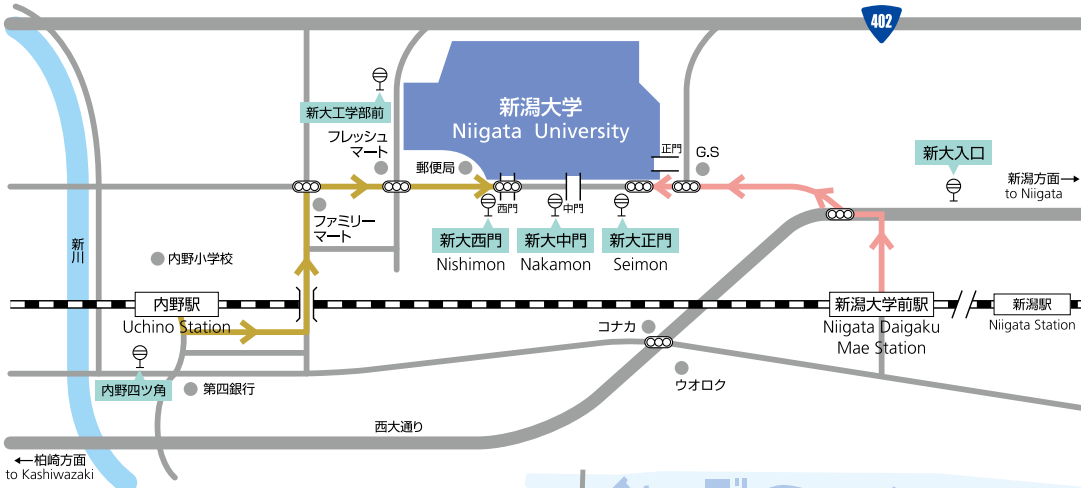 402
新大工学部前
新潟大学
Niigata University
フレッシュ
マート
郵便局
正門
G.S
新大入口
新潟方面→
to Niigata
西門
中門
ファミリー
マート
新大西門
Nishimon
新大中門
Nakamon
新大正門
Seimon
新川
内野小学校
内野駅
Uchino Station
新潟大学前駅
Niigata Daigaku
Mae Station
新潟駅
Niigata Station
コナカ
内野四ツ角
第四銀行
ウオロク
西大通り
←柏崎方面
to Kashiwazaki